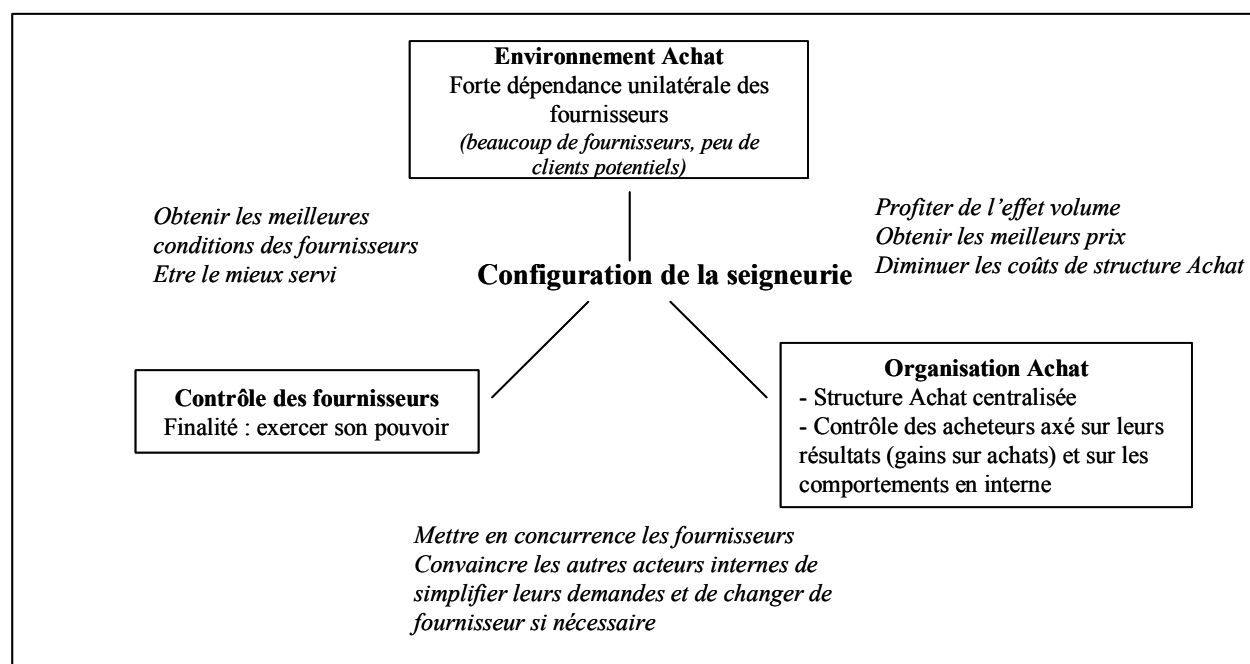 Environnement Achat
Forte dépendance unilatérale des
fournisseurs
(beaucoup de fournisseurs, peu de
clients potentiels)
Obtenir les meilleures
conditions des fournisseurs
Etre le mieux servi
Profiter de l’effet volume
Obtenir les meilleurs prix
Diminuer les coûts de structure Achat
Configuration de la seigneurie
Contrôle des fournisseurs
Finalité : exercer son pouvoir
Organisation Achat
- Structure Achat centralisée
- Contrôle des acheteurs axé sur leurs
résultats (gains sur achats) et sur les
comportements en interne
Mettre en concurrence les fournisseurs
Convaincre les autres acteurs internes de
simplifier leurs demandes et de changer de
fournisseur si nécessaire